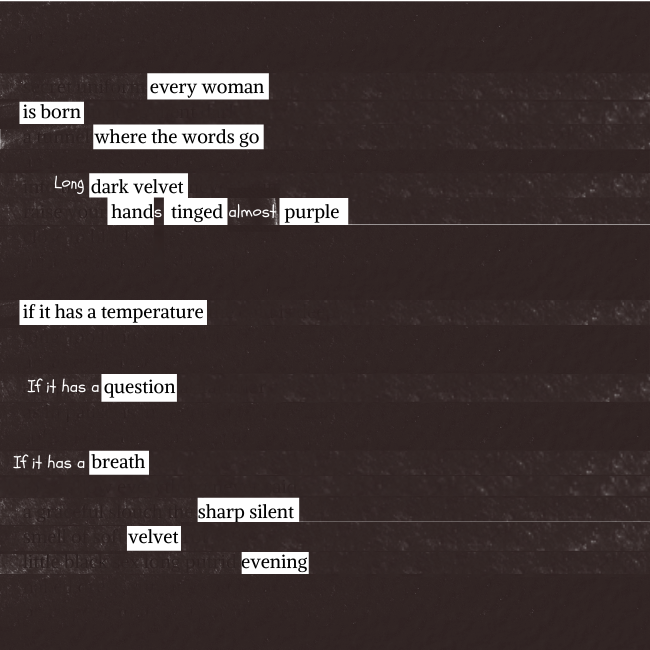 every woman
is born
where the words go
Long dark velvet
hands tinged almost purple
if it has a temperature
If it has a question
If it has a breath
sharp silent
velvet
evening